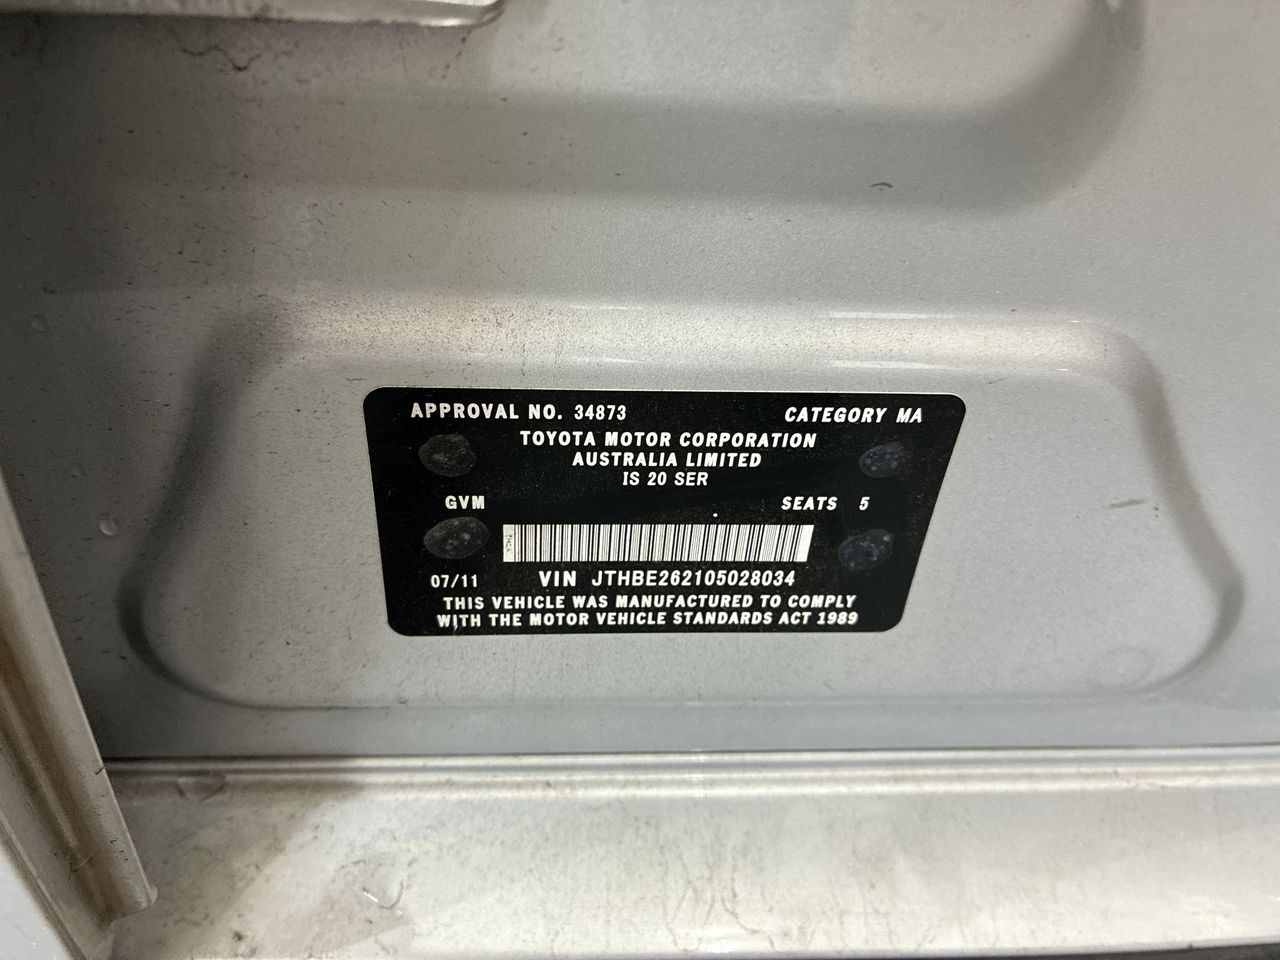 APPROVAL NO. 34873 CATEGORY MA
TOYOTA MOTOR CORPORATION
AUSTRALIA LIMITED
IS 20 SER
GVM SEATS 5
07/11 VIN JTHBE262105028034
THIS VEHICLE WAS MANUFACTURED TO COMPLY
WITH THE MOTOR VEHICLE STANDARDS ACT 1989